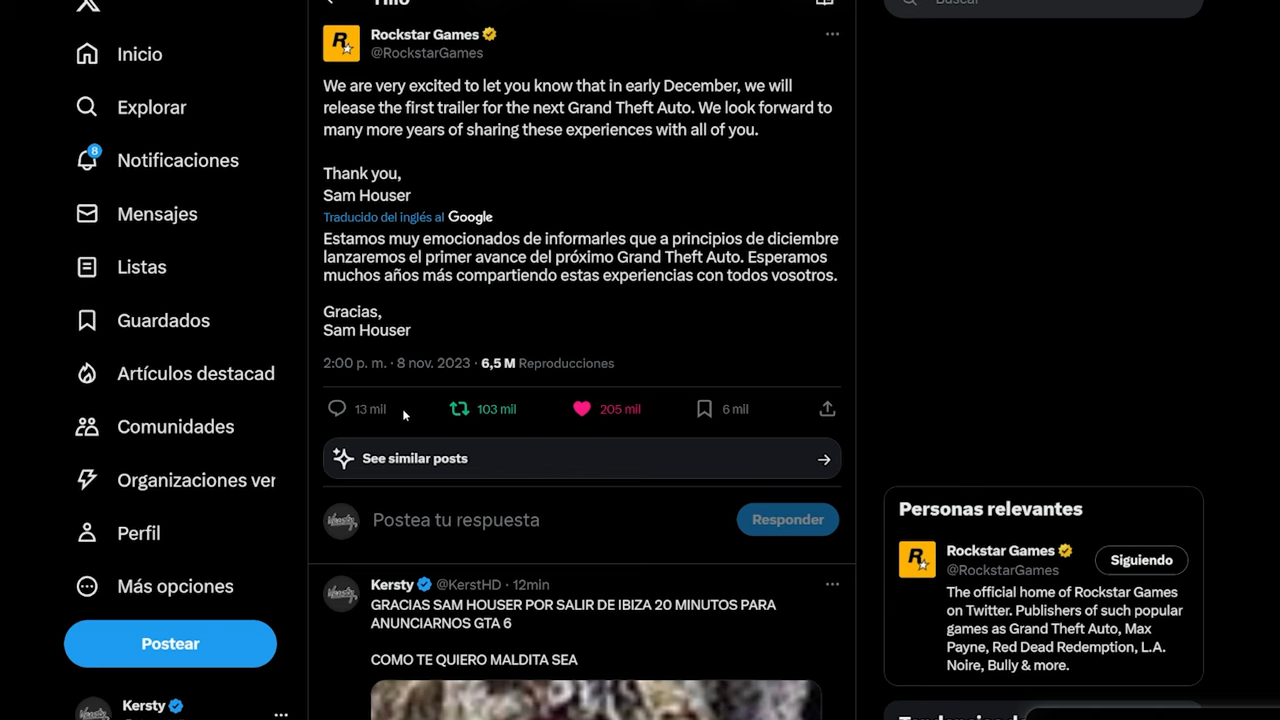 Inicio
Explorar
8
Notificaciones
Mensajes
Listas
Guardados
Artículos destacad
Comunidades
Organizaciones ver
Perfil
Más opciones
Postear
Kersty
Hilo
Rockstar Games
@RockstarGames
We are very excited to let you know that in early December, we will
release the first trailer for the next Grand Theft Auto. We look forward to
many more years of sharing these experiences with all of you.
Thank you,
Sam Houser
Traducido del inglés al Google
Estamos muy emocionados de informarles que a principios de diciembre
lanzaremos el primer avance del próximo Grand Theft Auto. Esperamos
muchos años más compartiendo estas experiencias con todos vosotros.
Gracias,
Sam Houser
2:00 p. m. · 8 nov. 2023 · 6,5 M Reproducciones
13 mil 103 mil 205 mil 6 mil
See similar posts
Postea tu respuesta
Responder
Kersty @KerstHD · 12min
GRACIAS SAM HOUSER POR SALIR DE IBIZA 20 MINUTOS PARA
ANUNCIARNOS GTA 6
COMO TE QUIERO MALDITA SEA
Buscar
Personas relevantes
Rockstar Games
@RockstarGames
Siguiendo
The official home of Rockstar Games
on Twitter. Publishers of such popular
games as Grand Theft Auto, Max
Payne, Red Dead Redemption, L.A.
Noire, Bully & more.